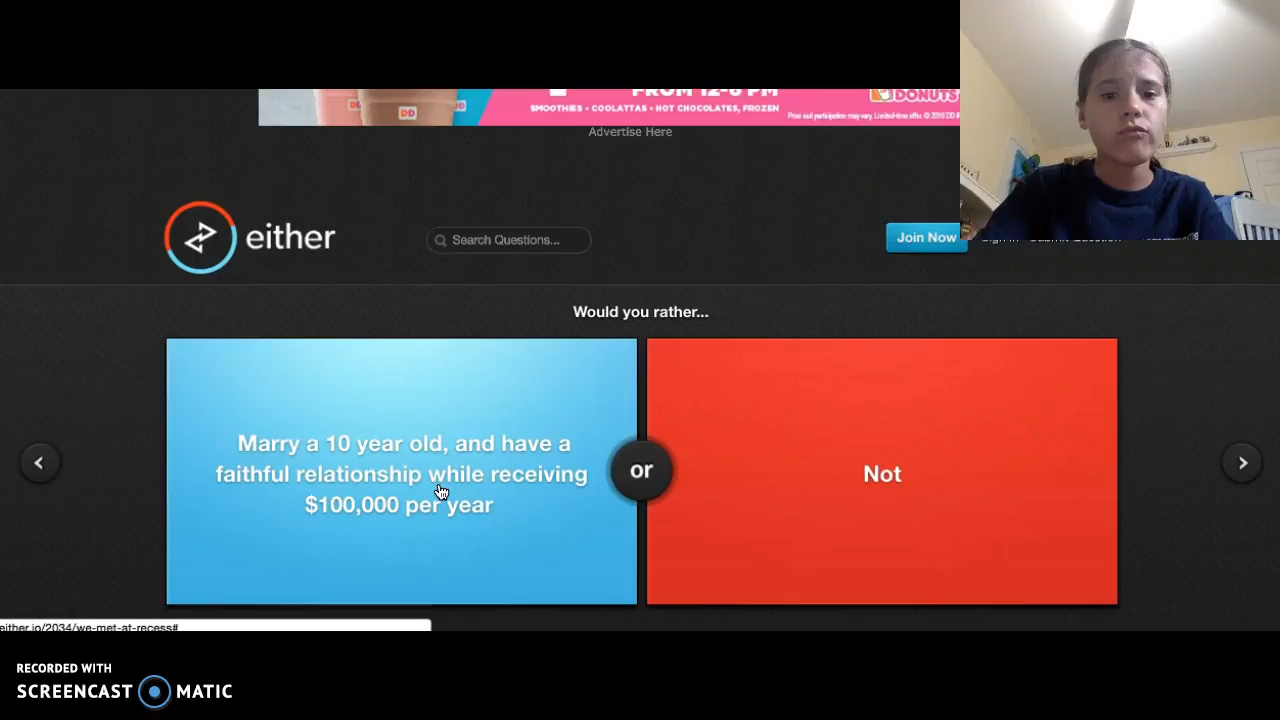 FROM 12-6 PM
SMOOTHIES • COOLATTAS • HOT CHOCOLATES, FROZEN
DONUTS
DD
Advertise Here
either
Search Questions...
Join Now
Would you rather...
Marry a 10 year old, and have a
faithful relationship while receiving
$100,000 per year
or
Not
either.io/2034/we-met-at-recess#
RECORDED WITH
SCREENCAST MATIC